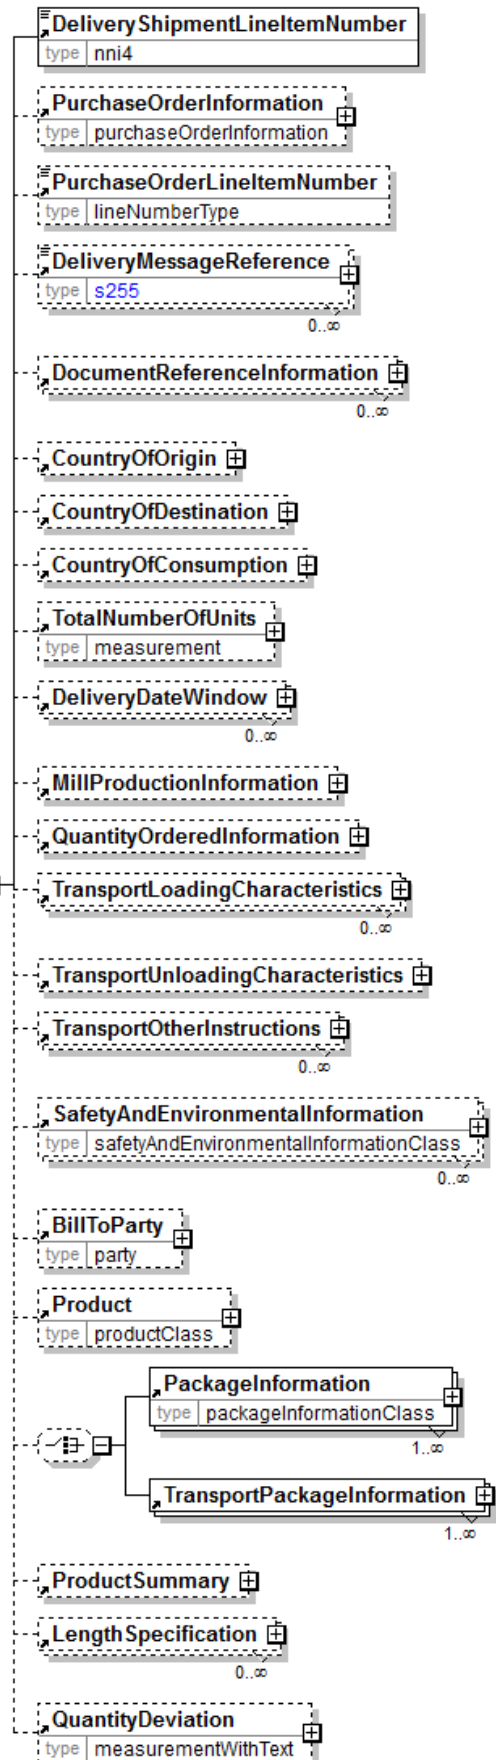 DeliveryShipmentLineItemNumber
type nni4
PurchaseOrderInformation
type purchaseOrderInformation
PurchaseOrderLineItemNumber
type lineNumberType
DeliveryMessageReference
type s255
0..∞
DocumentReferenceInformation
0..∞
CountryOfOrigin
CountryOfDestination
CountryOfConsumption
TotalNumberOfUnits
type measurement
DeliveryDateWindow
0..∞
MillProductionInformation
QuantityOrderedInformation
TransportLoadingCharacteristics
0..∞
TransportUnloadingCharacteristics
TransportOtherInstructions
0..∞
SafetyAndEnvironmentalInformation
type safetyAndEnvironmentalInformationClass
0..∞
BillToParty
type party
Product
type productClass
PackageInformation
type packageInformationClass
1..∞
TransportPackageInformation
1..∞
ProductSummary
LengthSpecification
0..∞
QuantityDeviation
type measurementWithText